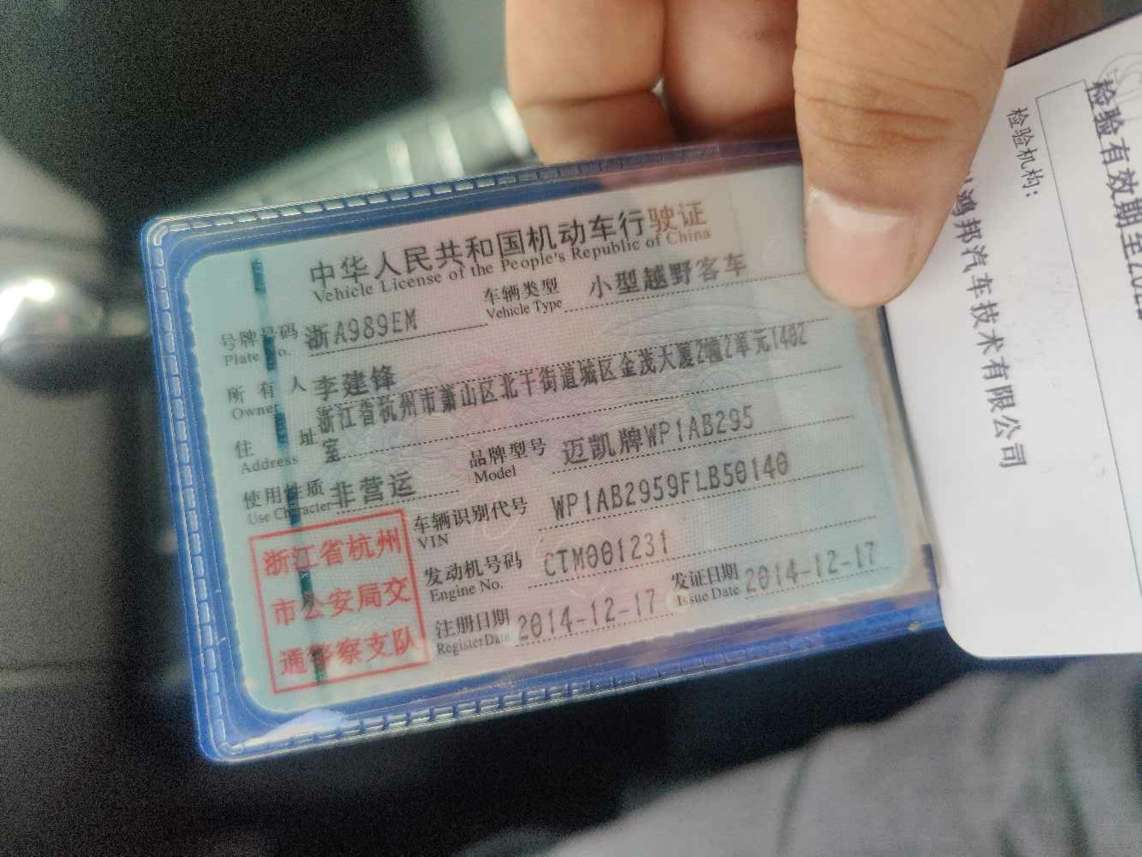 中华人民共和国机动车行驶证
Vehicle License of the People's Republic of China
号牌号码 浙A989EM 车辆类型 小型越野客车
Plate No. Vehicle Type
所有人 李建锋
Owner
住址 浙江省杭州市萧山区北干街道城区金茂大厦2幢2单元1402
室
Address
使用性质 非营运 品牌型号 迈凯牌WP1AB295
Use Character Model
车辆识别代号 WP1AB2959FLB50140
VIN
发动机号码 CTM001231
Engine No.
注册日期 2014-12-17 发证日期 2014-12-17
Register Date Issue Date
浙江省杭州
市公安局交
通警察支队
检验有效期至
检验机构:
鸿邦汽车技术有限公司